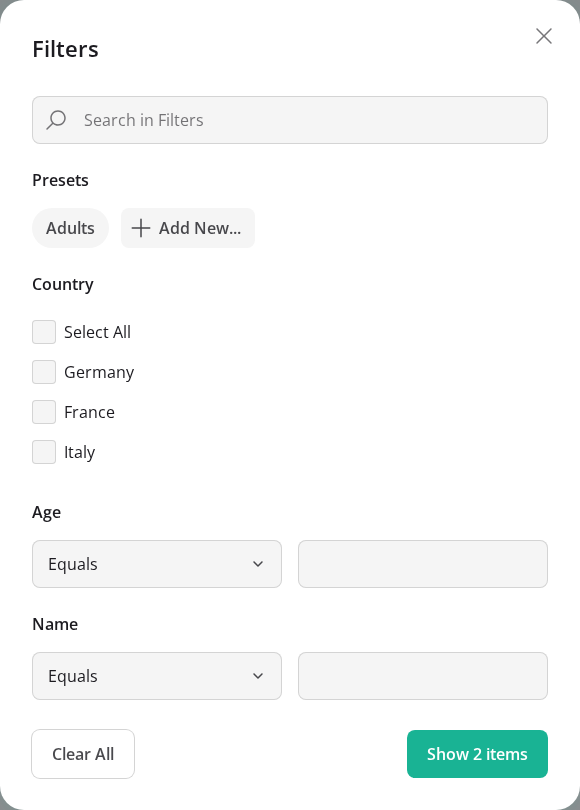 Filters
Search in Filters
Presets
Adults
Add New...
Country
Select All
Germany
France
Italy
Age
Equals
Name
Equals
Clear All
Show 2 items